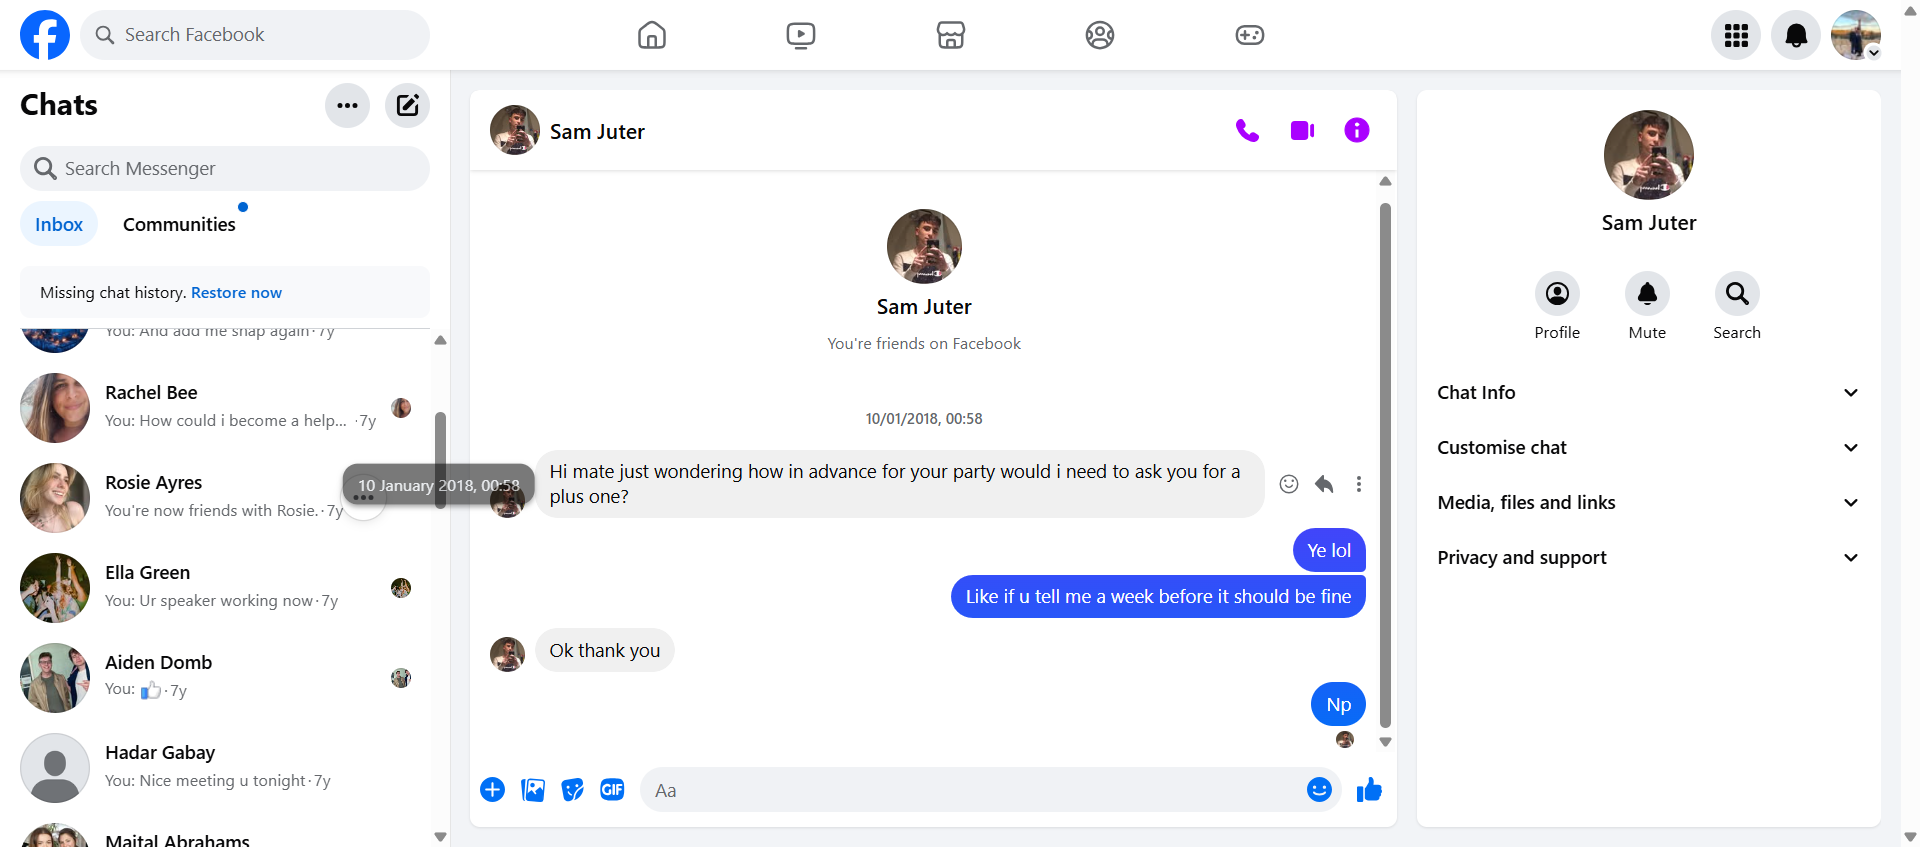 Search Facebook
Chats
Search Messenger
Inbox
Communities
Missing chat history. Restore now
You: And add me snap again · 7y
Rachel Bee
You: How could i become a help... · 7y
Rosie Ayres
You're now friends with Rosie. · 7y
Ella Green
You: Ur speaker working now · 7y
Aiden Domb
You: 👍 · 7y
Hadar Gabay
You: Nice meeting u tonight · 7y
Maital Abrahams
Sam Juter
Sam Juter
You're friends on Facebook
10/01/2018, 00:58
10 January 2018, 00:58
Hi mate just wondering how in advance for your party would i need to ask you for a
plus one?
Ye lol
Like if u tell me a week before it should be fine
Ok thank you
Np
GIF
Aa
Sam Juter
Profile
Mute
Search
Chat Info
Customise chat
Media, files and links
Privacy and support